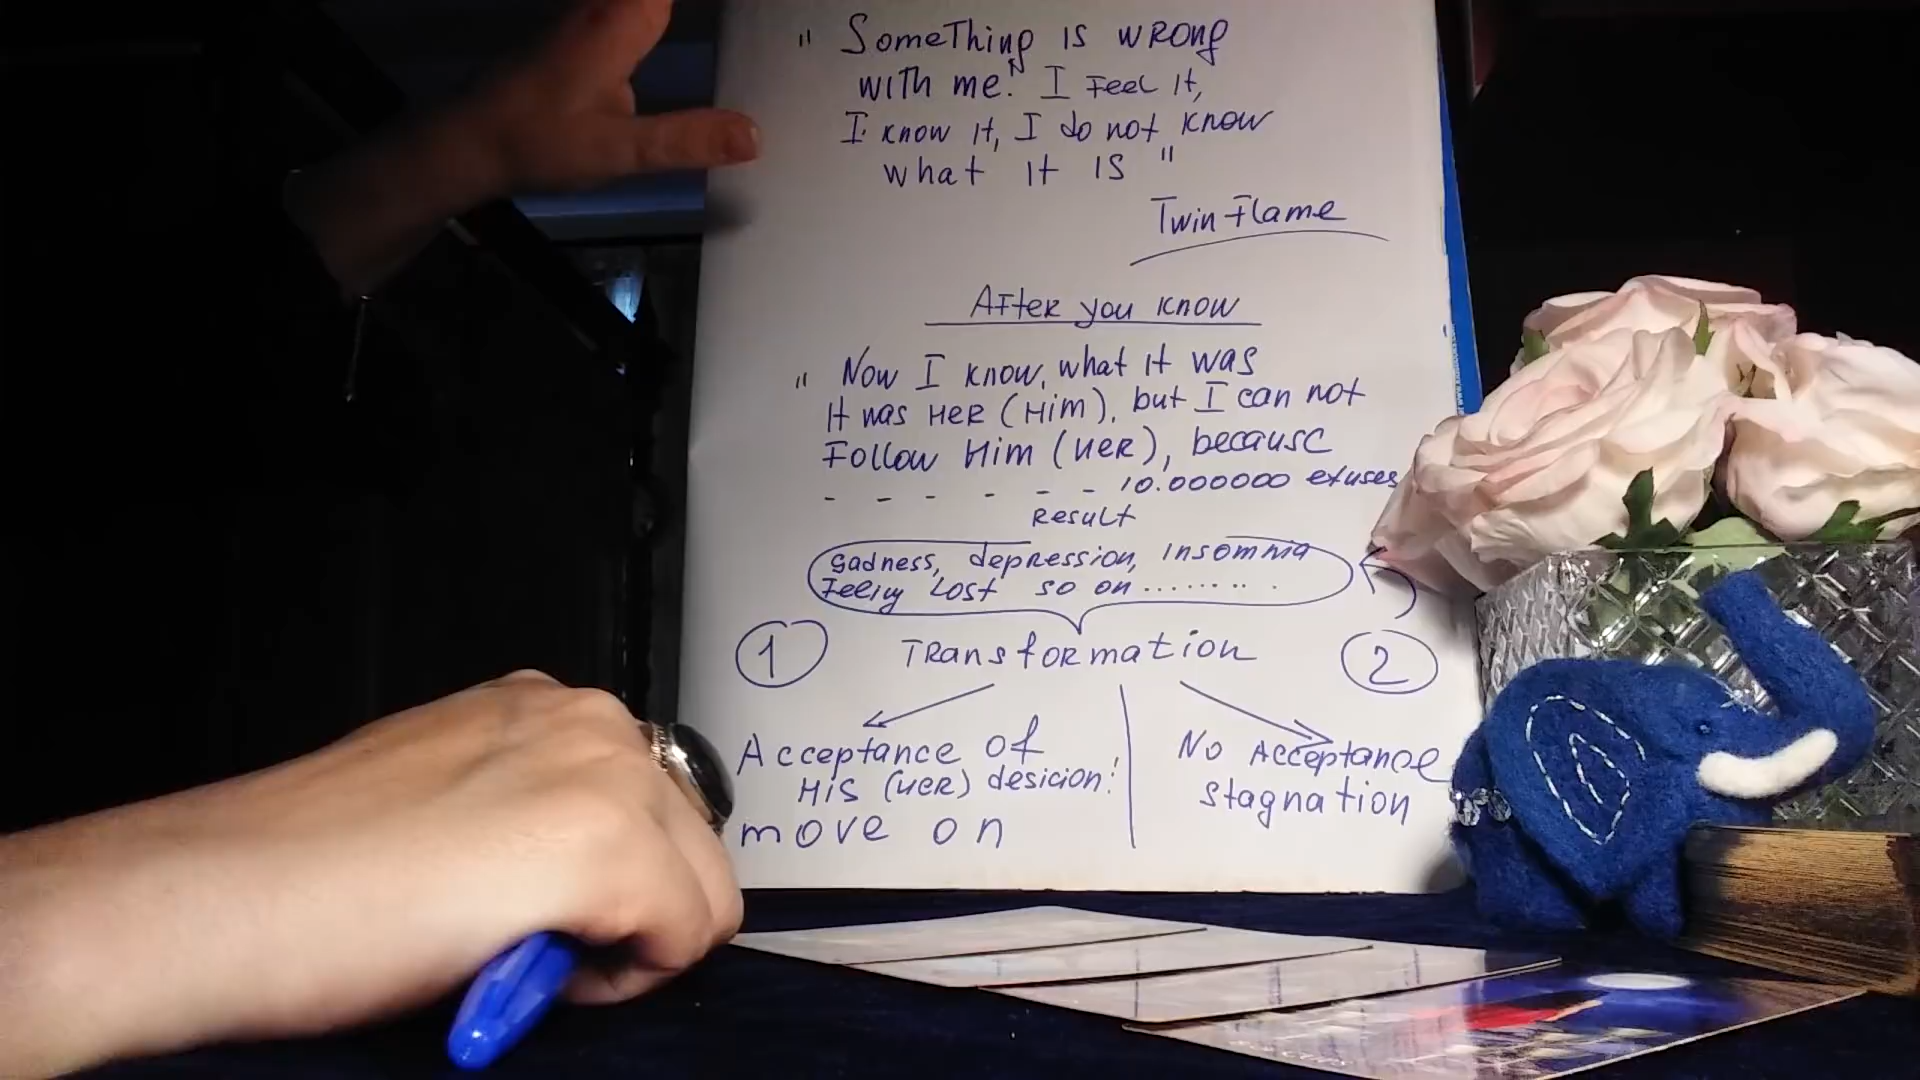 " Something is wrong
with me". I feel it,
I know it, I do not know
what it is "
Twin Flame
After you know
" Now I know, what it was
It was Her (Him), but I can not
Follow Him (Her), because
- - - - - - 10.000000 exuses
Result
Sadness, depression, insomnia
Feeliy lost so on .........
1 Transformation 2
Acceptance of
His (Her) desicion!
move on
No Acceptance
stagnation